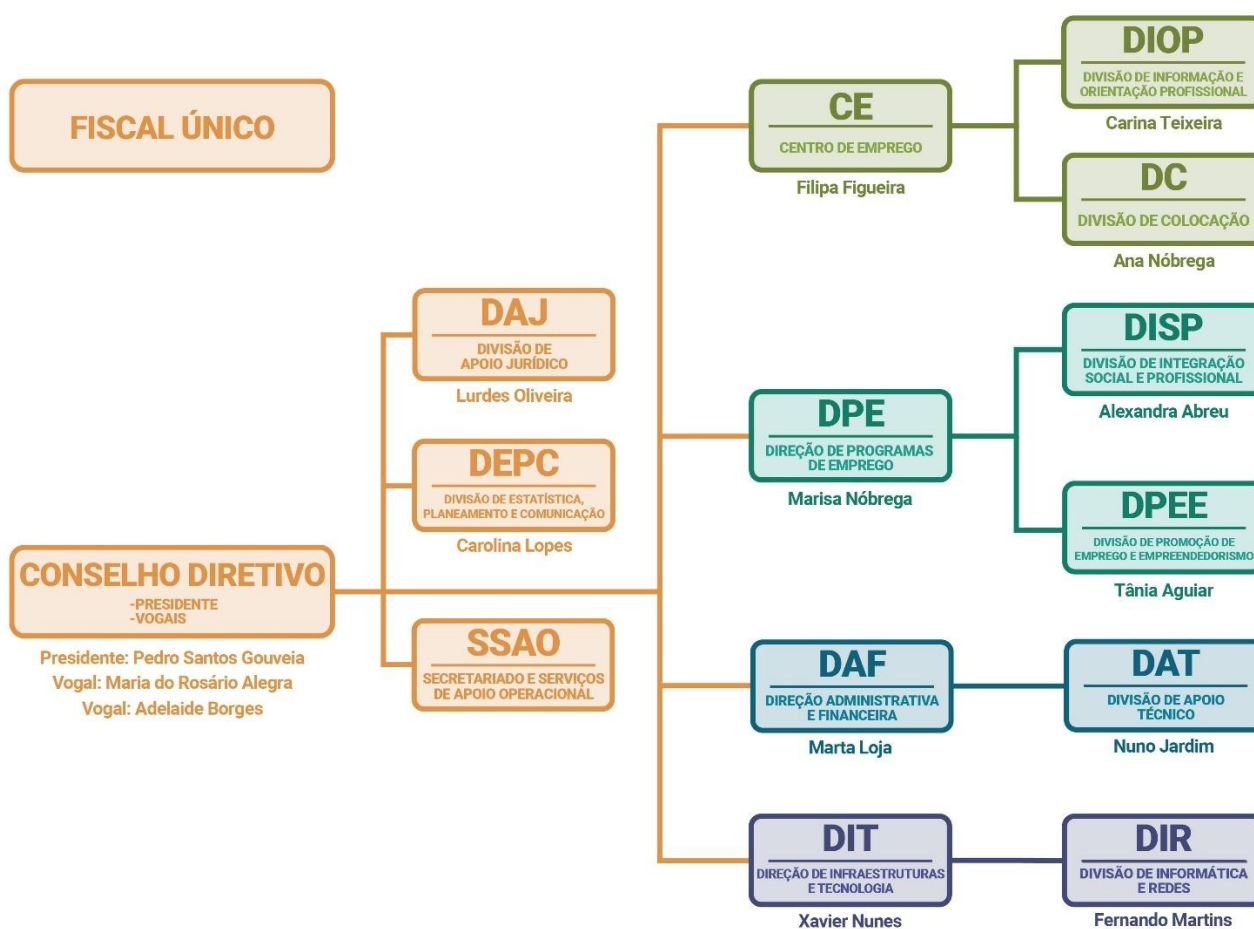 FISCAL ÚNICO
CONSELHO DIRETIVO
-PRESIDENTE
-VOGAIS
Presidente: Pedro Santos Gouveia
Vogal: Maria do Rosário Alegra
Vogal: Adelaide Borges
DAJ
DIVISÃO DE
APOIO JURÍDICO
Lurdes Oliveira
DEPC
DIVISÃO DE ESTATÍSTICA,
PLANEAMENTO E COMUNICAÇÃO
Carolina Lopes
SSAO
SECRETARIADO E SERVIÇOS
DE APOIO OPERACIONAL
CE
CENTRO DE EMPREGO
Filipa Figueira
DIOP
DIVISÃO DE INFORMAÇÃO E
ORIENTAÇÃO PROFISSIONAL
Carina Teixeira
DC
DIVISÃO DE COLOCAÇÃO
Ana Nóbrega
DPE
DIREÇÃO DE PROGRAMAS
DE EMPREGO
Marisa Nóbrega
DISP
DIVISÃO DE INTEGRAÇÃO
SOCIAL E PROFISSIONAL
Alexandra Abreu
DPEE
DIVISÃO DE PROMOÇÃO DE
EMPREGO E EMPREENDEDORISMO
Tânia Aguiar
DAF
DIREÇÃO ADMINISTRATIVA
E FINANCEIRA
Marta Loja
DAT
DIVISÃO DE APOIO
TÉCNICO
Nuno Jardim
DIT
DIREÇÃO DE INFRAESTRUTURAS
E TECNOLOGIA
Xavier Nunes
DIR
DIVISÃO DE INFORMÁTICA
E REDES
Fernando Martins